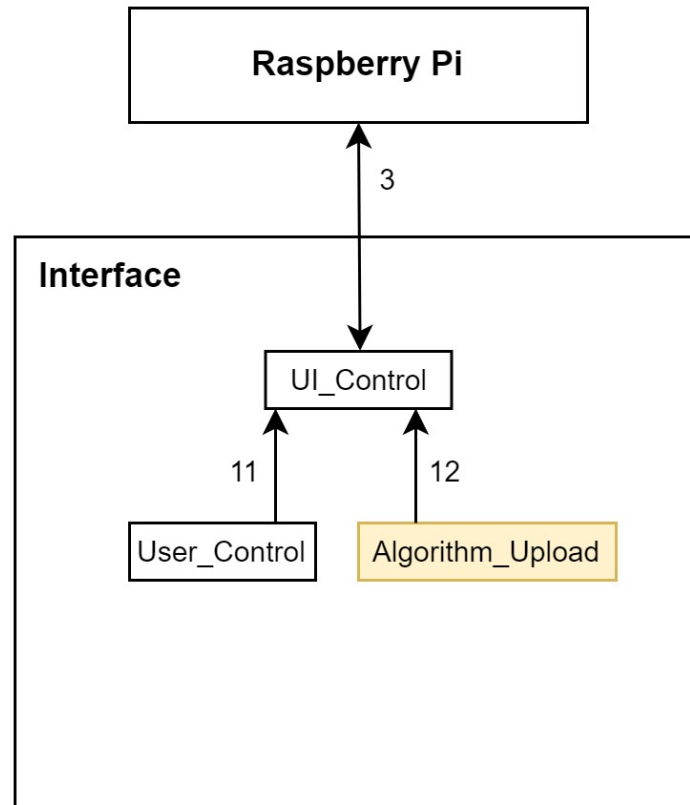 Raspberry Pi
3
Interface
UI_Control
11
12
User_Control
Algorithm_Upload